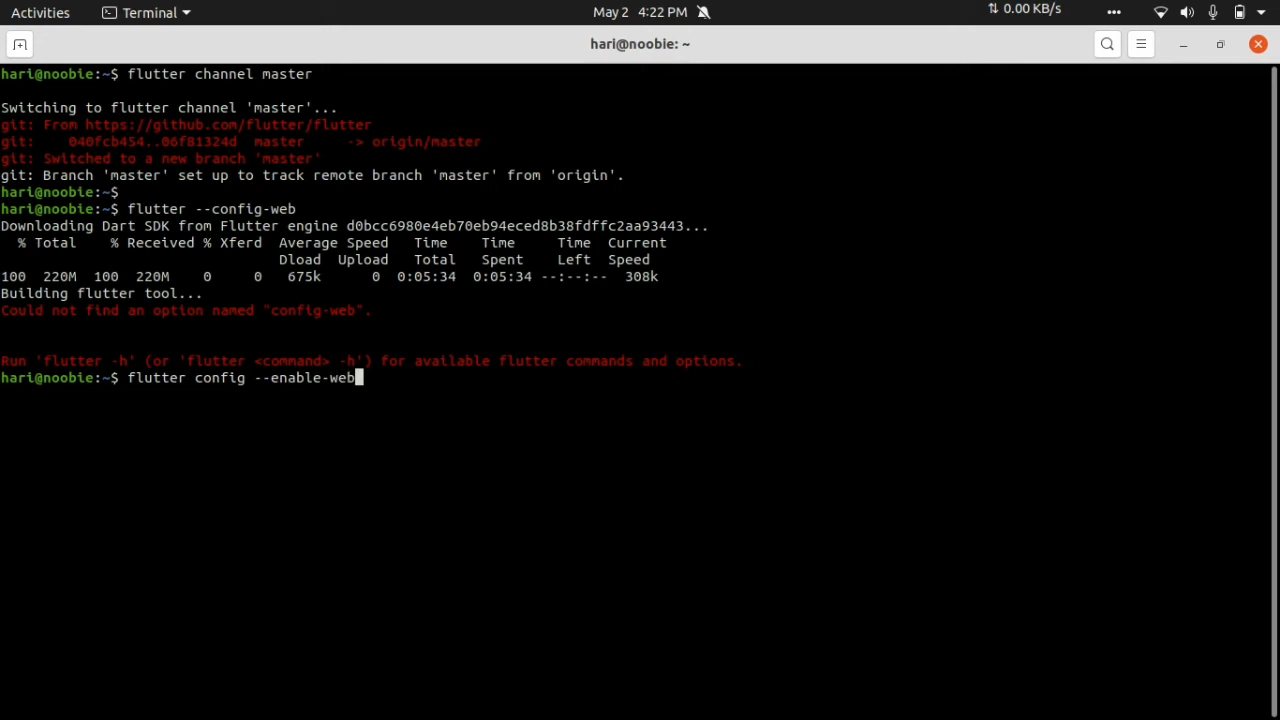 Activities Terminal May 2 4:22 PM 0.00 KB/s
hari@noobie: ~
hari@noobie:~$ flutter channel master
Switching to flutter channel 'master'...
git: From https://github.com/flutter/flutter
git:    040fcb454..06f81324d  master     -> origin/master
git: Switched to a new branch 'master'
git: Branch 'master' set up to track remote branch 'master' from 'origin'.
hari@noobie:~$
hari@noobie:~$ flutter --config-web
Downloading Dart SDK from Flutter engine d0bcc6980e4eb70eb94eced8b38fdffc2aa93443...
  % Total    % Received % Xferd  Average Speed   Time    Time     Time  Current
                                 Dload  Upload   Total   Spent    Left  Speed
100  220M  100  220M    0     0   675k      0  0:05:34  0:05:34 --:--:--  308k
Building flutter tool...
Could not find an option named "config-web".
Run 'flutter -h' (or 'flutter <command> -h') for available flutter commands and options.
hari@noobie:~$ flutter config --enable-web